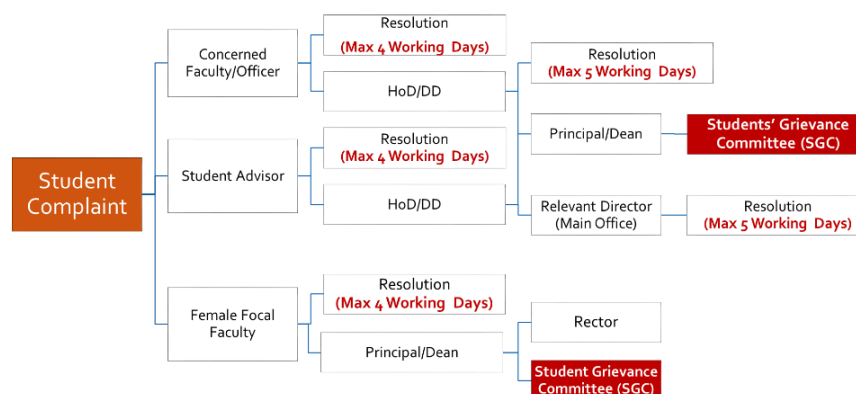 Student
Complaint
Concerned
Faculty/Officer
Resolution
(Max 4 Working Days)
HoD/DD
Resolution
(Max 5 Working Days)
Principal/Dean
Students' Grievance
Committee (SGC)
Student Advisor
Resolution
(Max 4 Working Days)
HoD/DD
Relevant Director
(Main Office)
Resolution
(Max 5 Working Days)
Female Focal
Faculty
Resolution
(Max 4 Working Days)
Principal/Dean
Rector
Student Grievance
Committee (SGC)